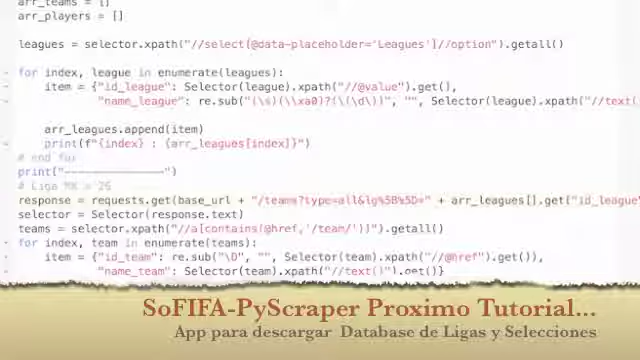 arr_teams = []
arr_players = []
leagues = selector.xpath("//select[@data-placeholder='Leagues']//option").getall()
for index, league in enumerate(leagues):
item = {"id_league": Selector(league).xpath("//@value").get(),
"name_league": re.sub("(\s)(\\xa0)?(\(\d\))", "", Selector(league).xpath("//text()
arr_leagues.append(item)
print(f"{index} : {arr_leagues[index]}")
# end for
print("————————————————")
# Liga MX = 26
response = requests.get(base_url + "/teams?type=all&lg%5B%5D=" + arr_leagues[].get("id_league"
selector = Selector(response.text)
teams = selector.xpath("//a[contains(@href,'/team/')]").getall()
for index, team in enumerate(teams):
item = {"id_team": re.sub("\D", "", Selector(team).xpath("//@href").get()),
"name_team": Selector(team).xpath("//text()").get()}
SoFIFA-PyScraper Proximo Tutorial...
App para descargar Database de Ligas y Selecciones